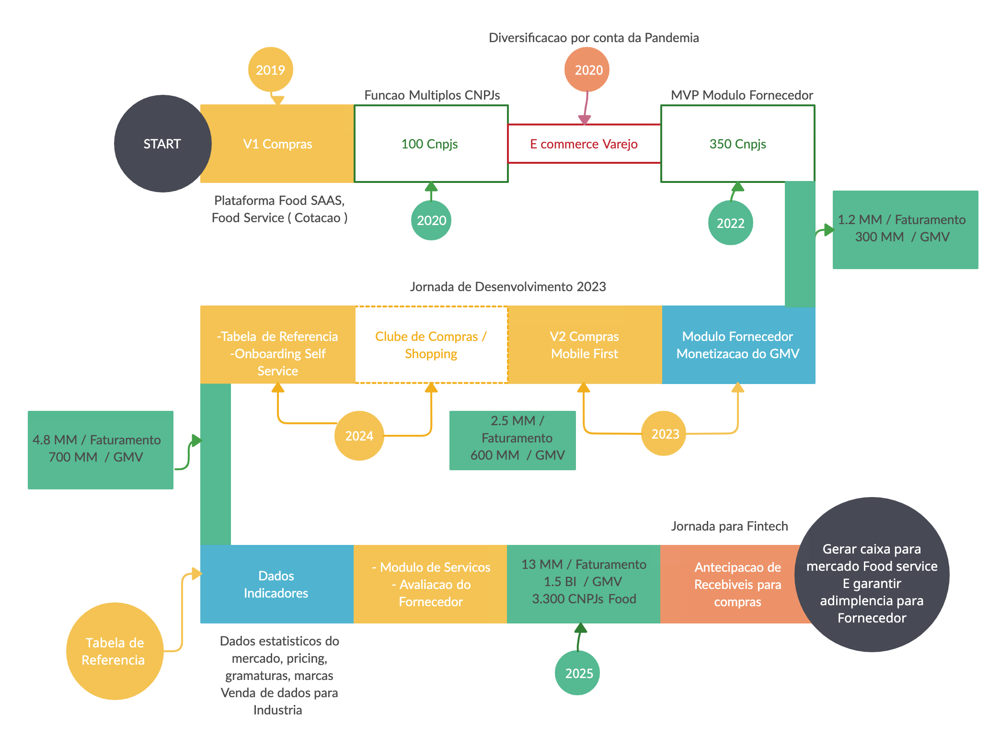 Diversificacao por conta da Pandemia
2019
2020
Funcao Multiplos CNPJs
MVP Modulo Fornecedor
START
V1 Compras
100 Cnpjs
E commerce Varejo
350 Cnpjs
Plataforma Food SAAS,
Food Service ( Cotacao )
2020
2022
1.2 MM / Faturamento
300 MM / GMV
Jornada de Desenvolvimento 2023
-Tabela de Referencia
-Onboarding Self
Service
Clube de Compras /
Shopping
V2 Compras
Mobile First
Modulo Fornecedor
Monetizacao do GMV
4.8 MM / Faturamento
700 MM / GMV
2024
2.5 MM /
Faturamento
600 MM / GMV
2023
Jornada para Fintech
Dados
Indicadores
- Modulo de Servicos
- Avaliacao do
Fornecedor
13 MM / Faturamento
1.5 BI / GMV
3.300 CNPJs Food
Antecipacao de
Recebiveis para
compras
Gerar caixa para
mercado Food service
E garantir
adimplencia para
Fornecedor
Tabela de
Referencia
Dados estatisticos do
mercado, pricing,
gramaturas, marcas
Venda de dados para
Industria
2025